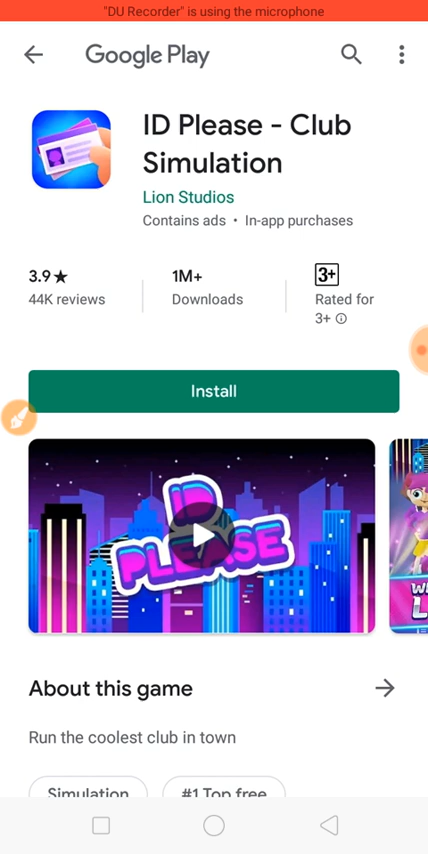 "DU Recorder" is using the microphone
Google Play
ID Please - Club
Simulation
Lion Studios
Contains ads • In-app purchases
3.9★
44K reviews
1M+
Downloads
3+
Rated for
3+
Install
ID
PLEASE
About this game
Run the coolest club in town
Simulation
#1 Top free